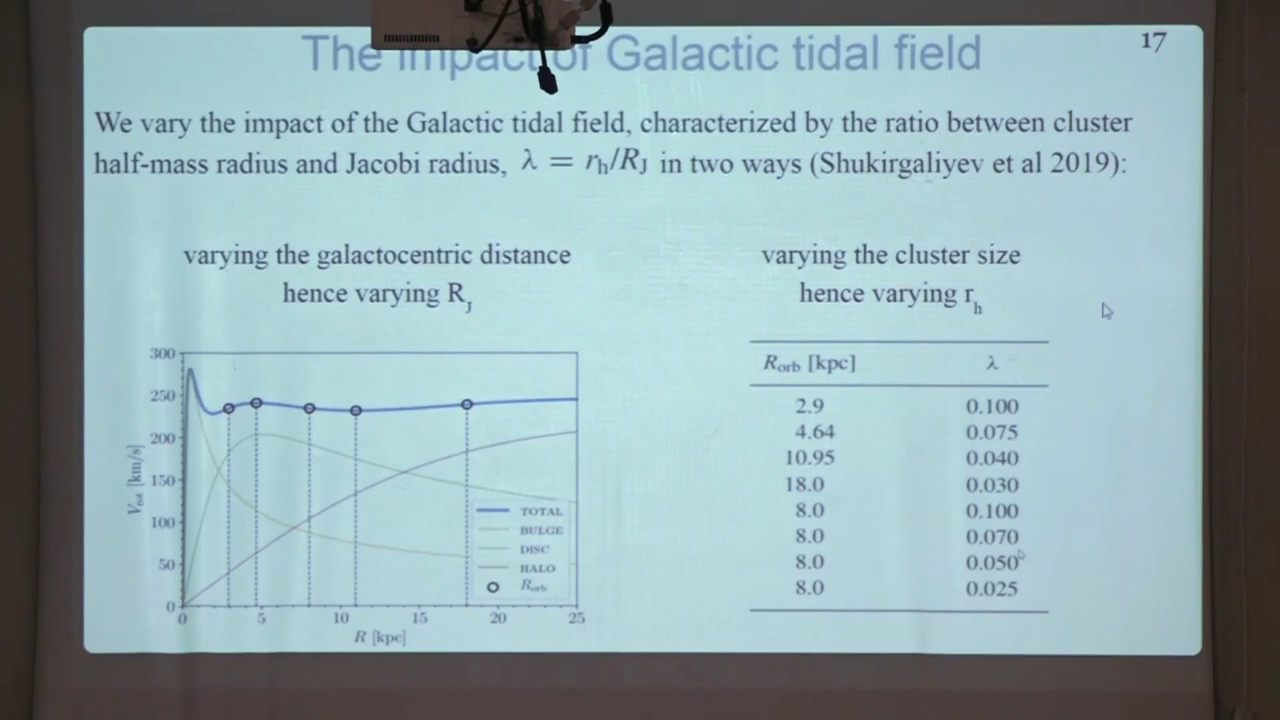 17
The impact of Galactic tidal field
We vary the impact of the Galactic tidal field, characterized by the ratio between cluster
half-mass radius and Jacobi radius, λ = rh/RJ in two ways (Shukirgaliyev et al 2019):
varying the galactocentric distance
hence varying RJ
varying the cluster size
hence varying rh
300
250
200
150
100
50
0
Vrot [km/s]
0 5 10 15 20 25
R [kpc]
TOTAL
BULGE
DISC
HALO
Rorb
Rorb [kpc] λ
2.9 0.100
4.64 0.075
10.95 0.040
18.0 0.030
8.0 0.100
8.0 0.070
8.0 0.050
8.0 0.025